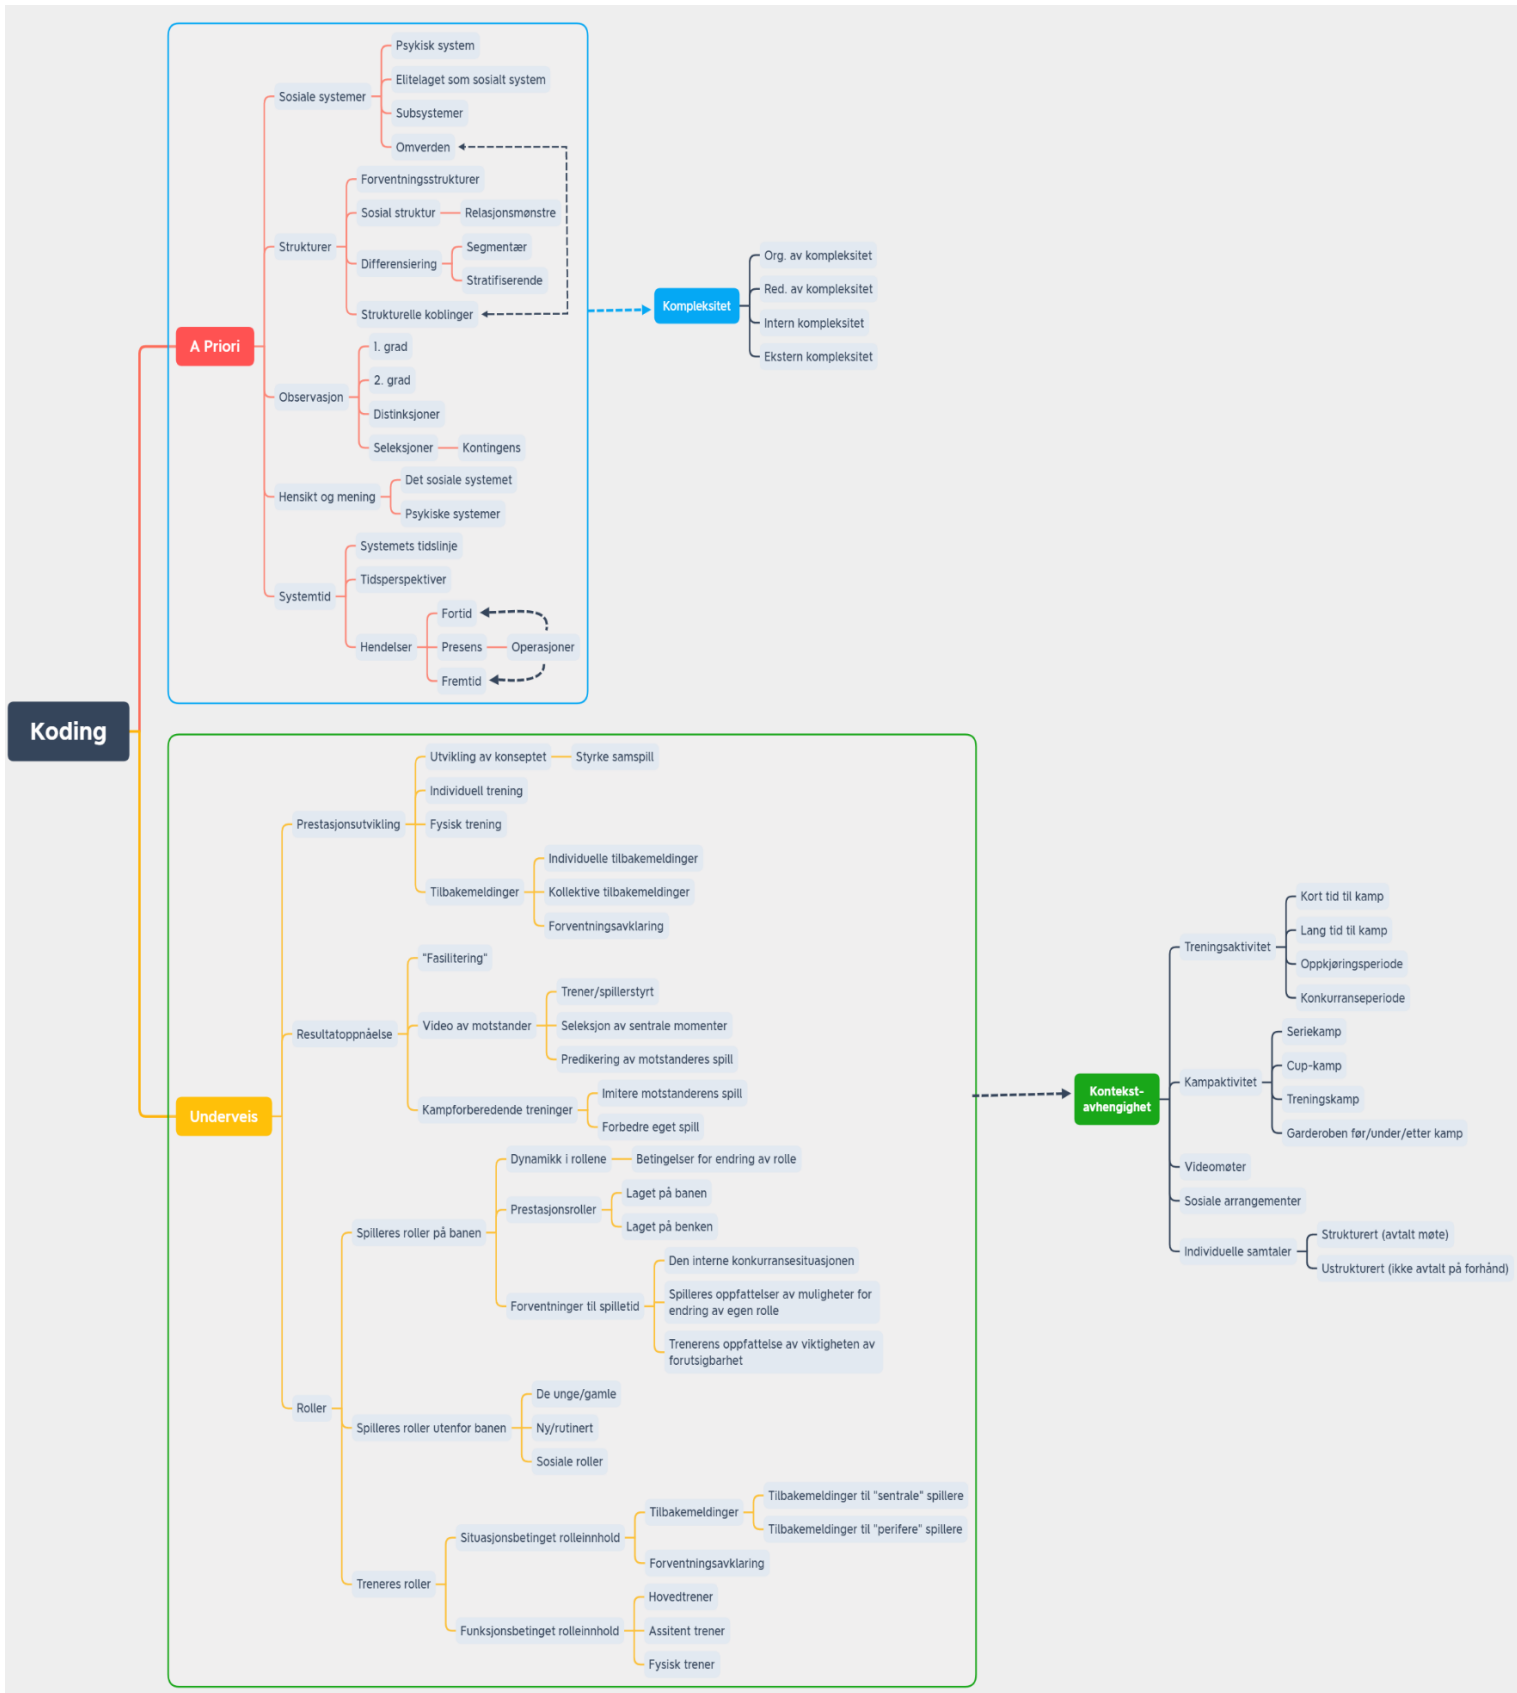 Koding
A Priori
Sosiale systemer
Psykisk system
Elitelaget som sosialt system
Subsystemer
Omverden
Strukturer
Forventningsstrukturer
Sosial struktur
Relasjonsmønstre
Differensiering
Segmentær
Stratifiserende
Strukturelle koblinger
Observasjon
1. grad
2. grad
Distinksjoner
Seleksjoner
Kontingens
Hensikt og mening
Det sosiale systemet
Psykiske systemer
Systemtid
Systemets tidslinje
Tidsperspektiver
Hendelser
Fortid
Presens
Operasjoner
Fremtid
Kompleksitet
Org. av kompleksitet
Red. av kompleksitet
Intern kompleksitet
Ekstern kompleksitet
Underveis
Prestasjonsutvikling
Utvikling av konseptet
Styrke samspill
Individuell trening
Fysisk trening
Tilbakemeldinger
Individuelle tilbakemeldinger
Kollektive tilbakemeldinger
Forventningsavklaring
Resultatoppnåelse
"Fasilitering"
Video av motstander
Trener/spillerstyrt
Seleksjon av sentrale momenter
Predikering av motstanderes spill
Kampforberedende treninger
Imitere motstanderens spill
Forbedre eget spill
Roller
Spilleres roller på banen
Dynamikk i rollene
Betingelser for endring av rolle
Prestasjonsroller
Laget på banen
Laget på benken
Forventninger til spilletid
Den interne konkurransesituasjonen
Spilleres oppfattelser av muligheter for
endring av egen rolle
Trenerens oppfattelse av viktigheten av
forutsigbarhet
Spilleres roller utenfor banen
De unge/gamle
Ny/rutinert
Sosiale roller
Treneres roller
Situasjonsbetinget rolleinnhold
Tilbakemeldinger
Tilbakemeldinger til "sentrale" spillere
Tilbakemeldinger til "perifere" spillere
Forventningsavklaring
Funksjonsbetinget rolleinnhold
Hovedtrener
Assitent trener
Fysisk trener
Kontekst-
avhengighet
Treningsaktivitet
Kort tid til kamp
Lang tid til kamp
Oppkjøringsperiode
Konkurranseperiode
Kampaktivitet
Seriekamp
Cup-kamp
Treningskamp
Garderoben før/under/etter kamp
Videomøter
Sosiale arrangementer
Individuelle samtaler
Strukturert (avtalt møte)
Ustrukturert (ikke avtalt på forhånd)